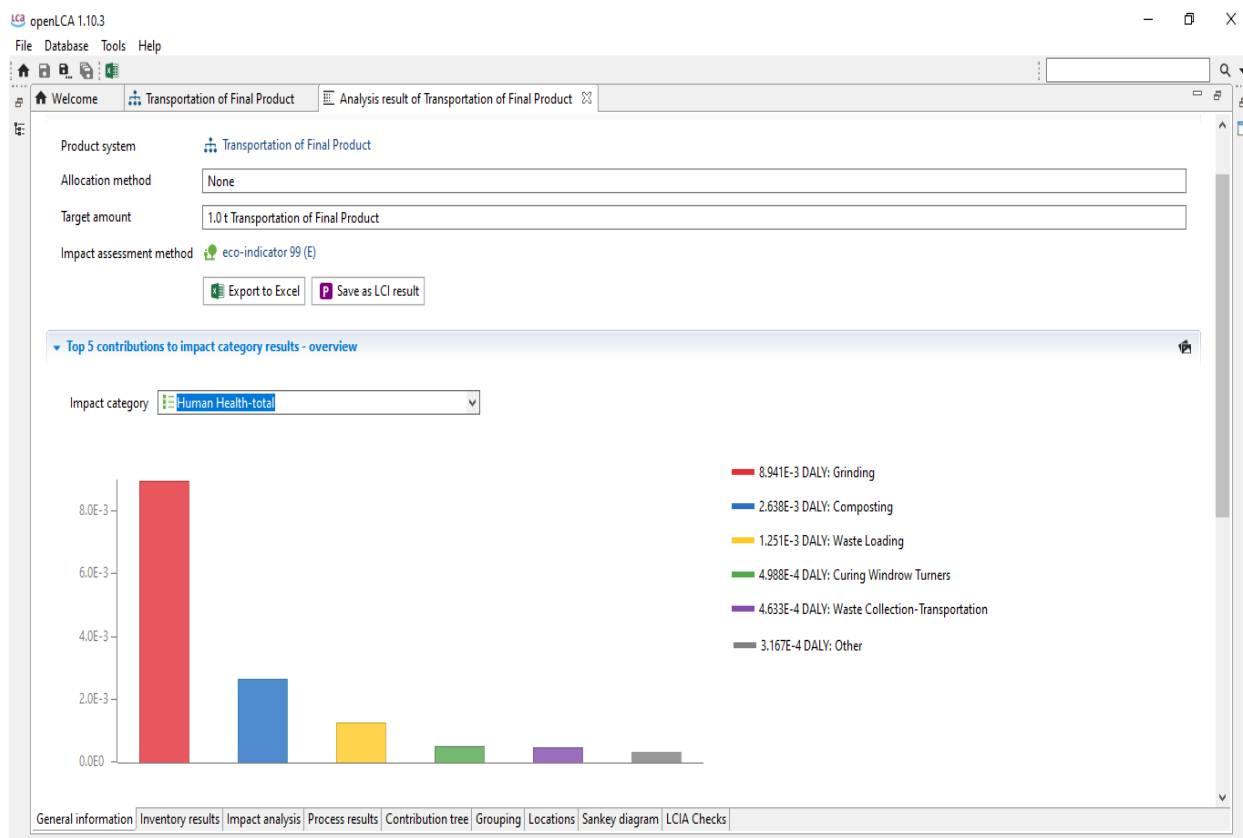 LCa openLCA 1.10.3
File Database Tools Help
Welcome Transportation of Final Product Analysis result of Transportation of Final Product
Product system Transportation of Final Product
Allocation method None
Target amount 1.0 t Transportation of Final Product
Impact assessment method eco-indicator 99 (E)
Export to Excel P Save as LCI result
Top 5 contributions to impact category results - overview
Impact category Human Health-total
8.941E-3 DALY: Grinding
2.638E-3 DALY: Composting
1.251E-3 DALY: Waste Loading
4.988E-4 DALY: Curing Windrow Turners
4.633E-4 DALY: Waste Collection-Transportation
3.167E-4 DALY: Other
8.0E-3
6.0E-3
4.0E-3
2.0E-3
0.0E0
General information Inventory results Impact analysis Process results Contribution tree Grouping Locations Sankey diagram LCIA Checks